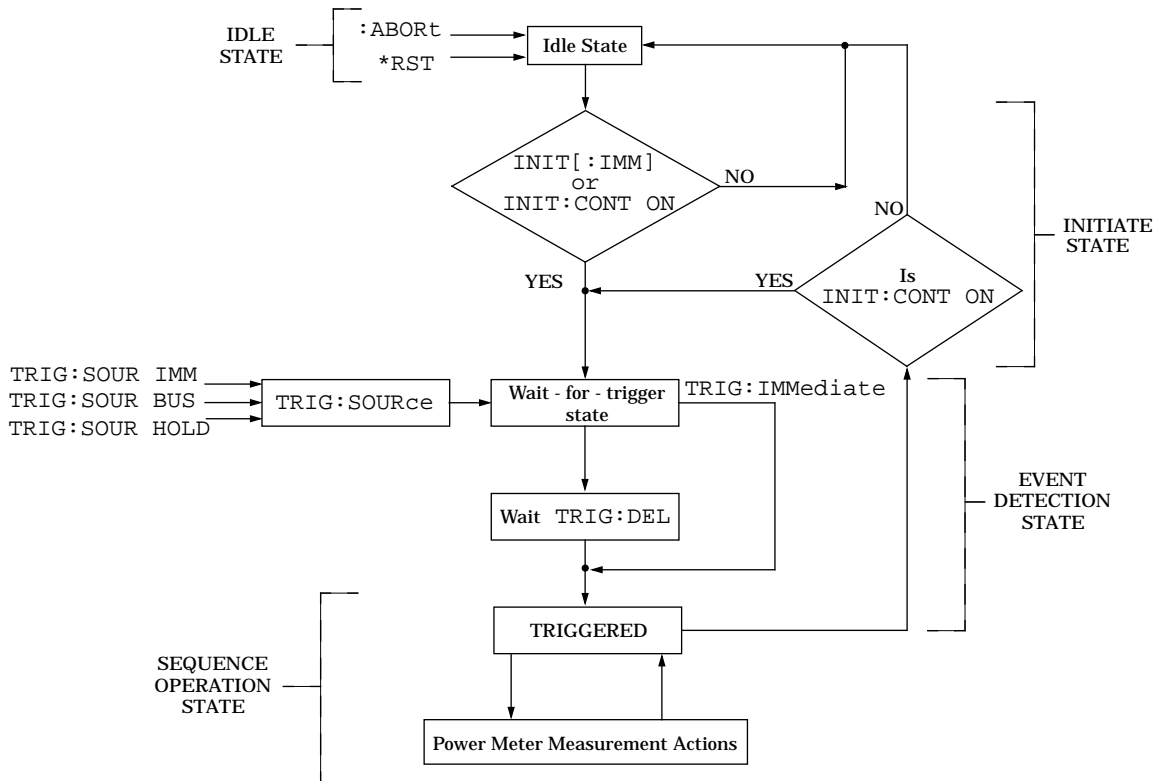 IDLE
STATE
:ABORt
*RST
Idle State
INIT[:IMM]
or
INIT:CONT ON
NO
YES
NO
YES
Is
INIT:CONT ON
INITIATE
STATE
TRIG:SOUR IMM
TRIG:SOUR BUS
TRIG:SOUR HOLD
TRIG:SOURce
Wait - for - trigger
state
TRIG:IMMediate
Wait TRIG:DEL
EVENT
DETECTION
STATE
TRIGGERED
SEQUENCE
OPERATION
STATE
Power Meter Measurement Actions